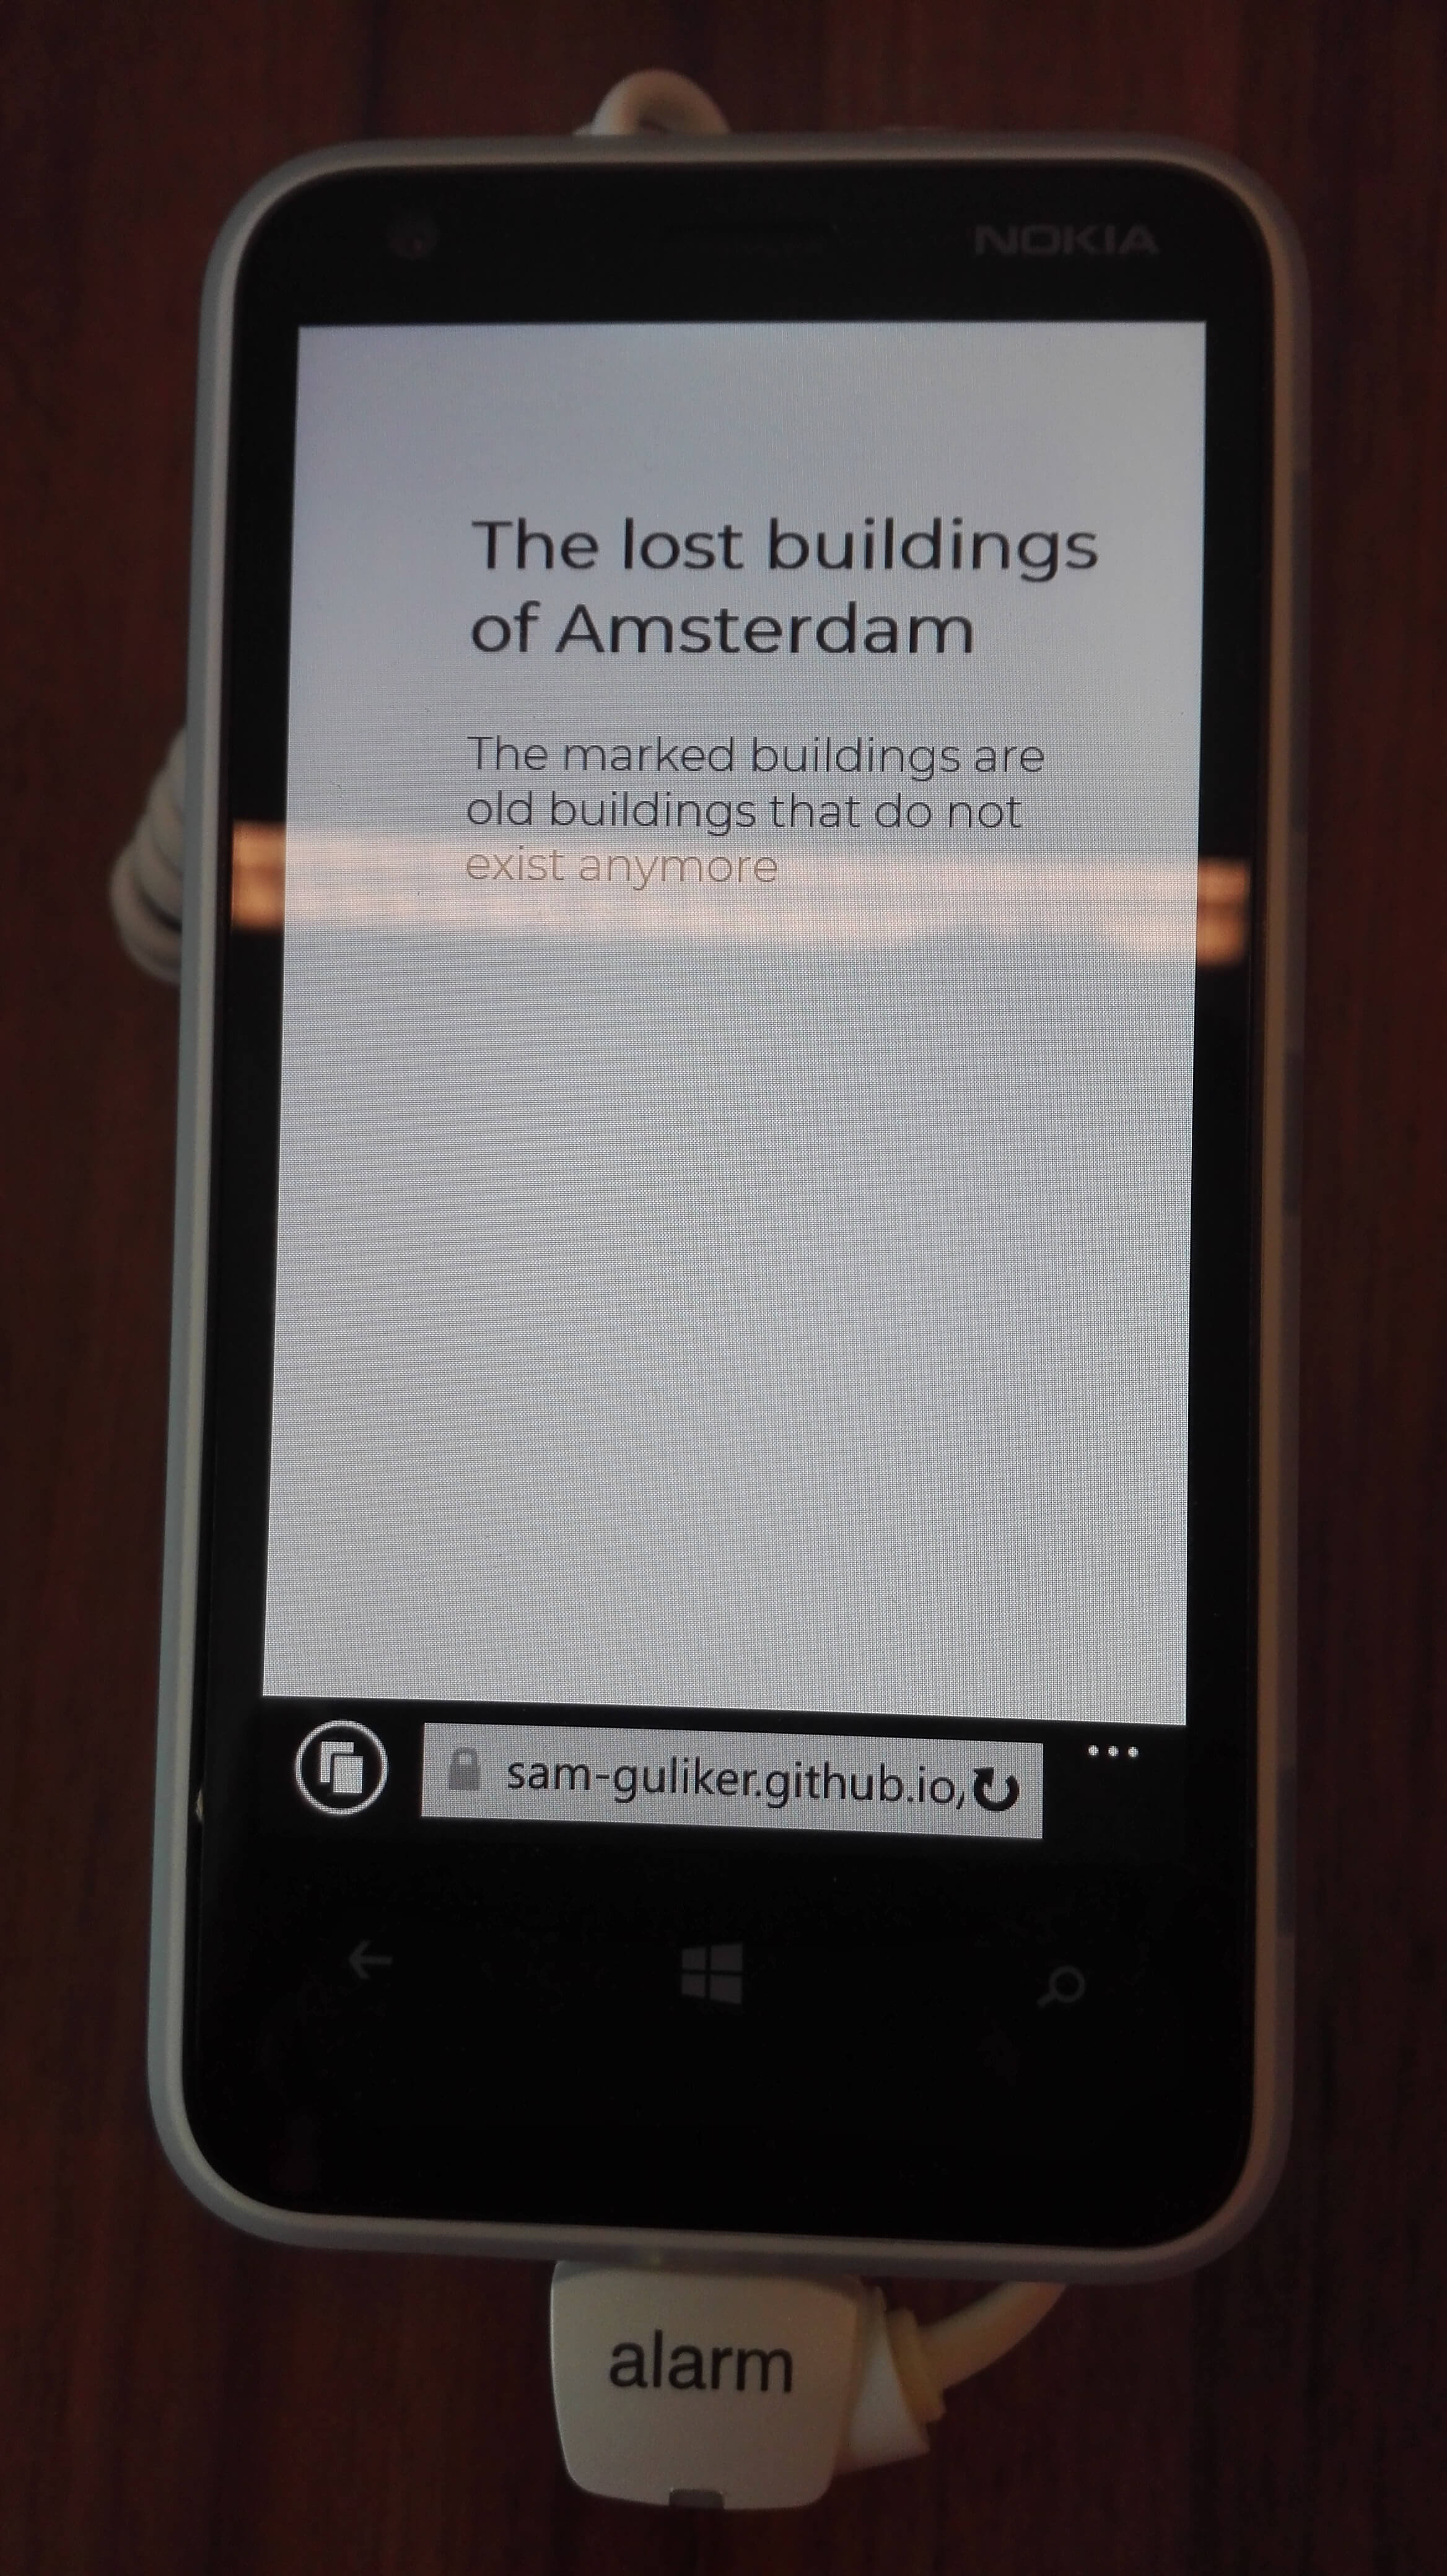 NOKIA
The lost buildings
of Amsterdam
The marked buildings are
old buildings that do not
exist anymore
sam-guliker.github.io/
alarm